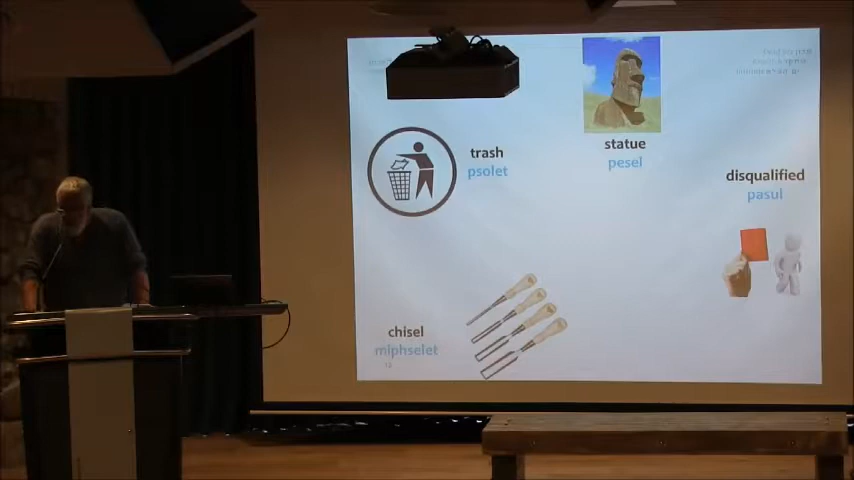 trash
psolet
statue
pesel
disqualified
pasul
chisel
miphselet